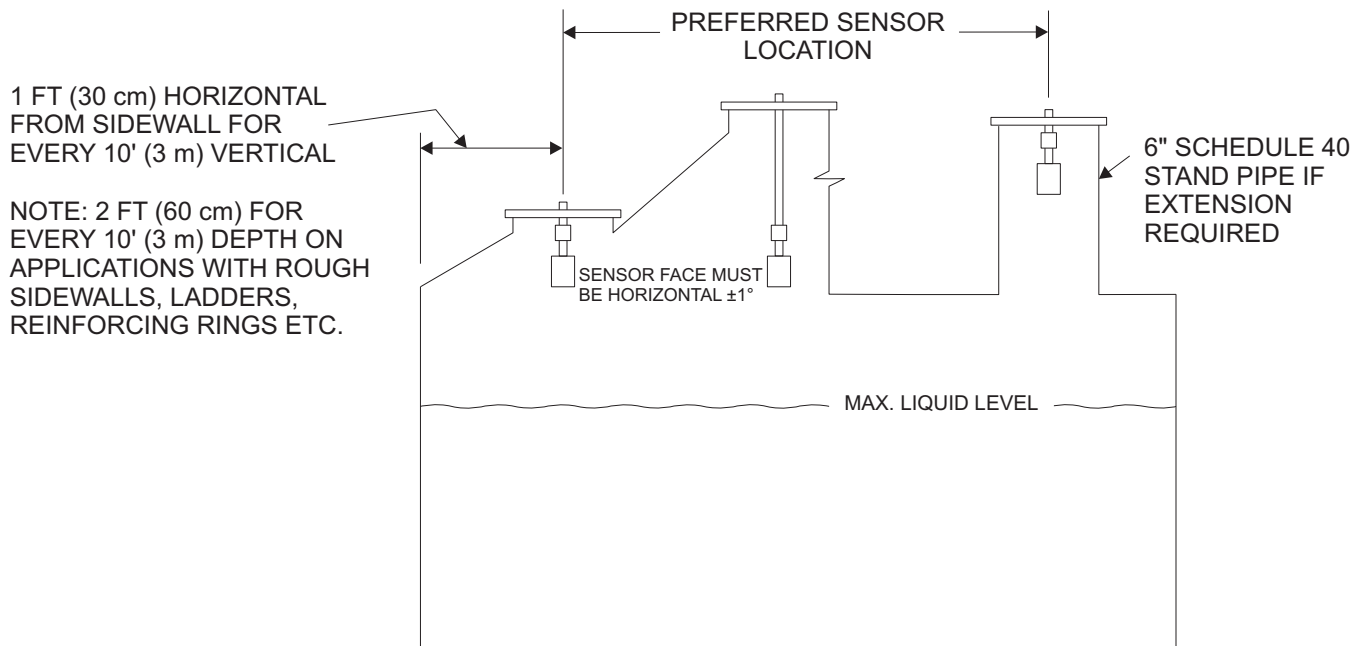 PREFERRED SENSOR
LOCATION
1 FT (30 cm) HORIZONTAL
FROM SIDEWALL FOR
EVERY 10' (3 m) VERTICAL
NOTE: 2 FT (60 cm) FOR
EVERY 10' (3 m) DEPTH ON
APPLICATIONS WITH ROUGH
SIDEWALLS, LADDERS,
REINFORCING RINGS ETC.
6" SCHEDULE 40
STAND PIPE IF
EXTENSION
REQUIRED
SENSOR FACE MUST
BE HORIZONTAL ±1°
MAX. LIQUID LEVEL